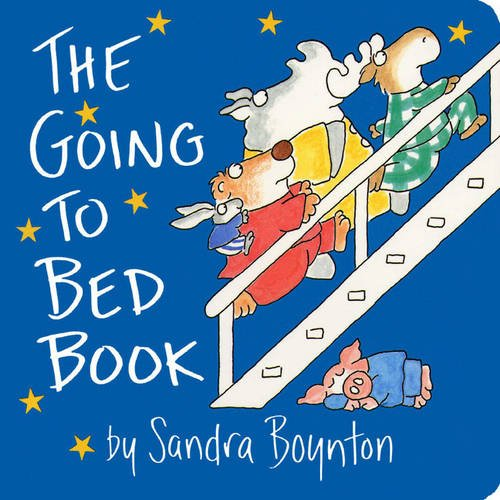 THE
GOING
TO
BED
BOOK
by Sandra Boynton